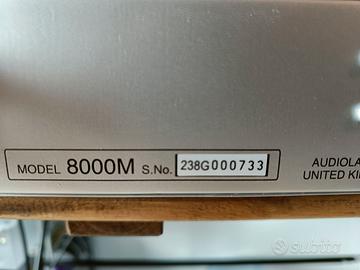 MODEL 8000M S.No. 238G000733
AUDIOLA
UNITED KI
subito